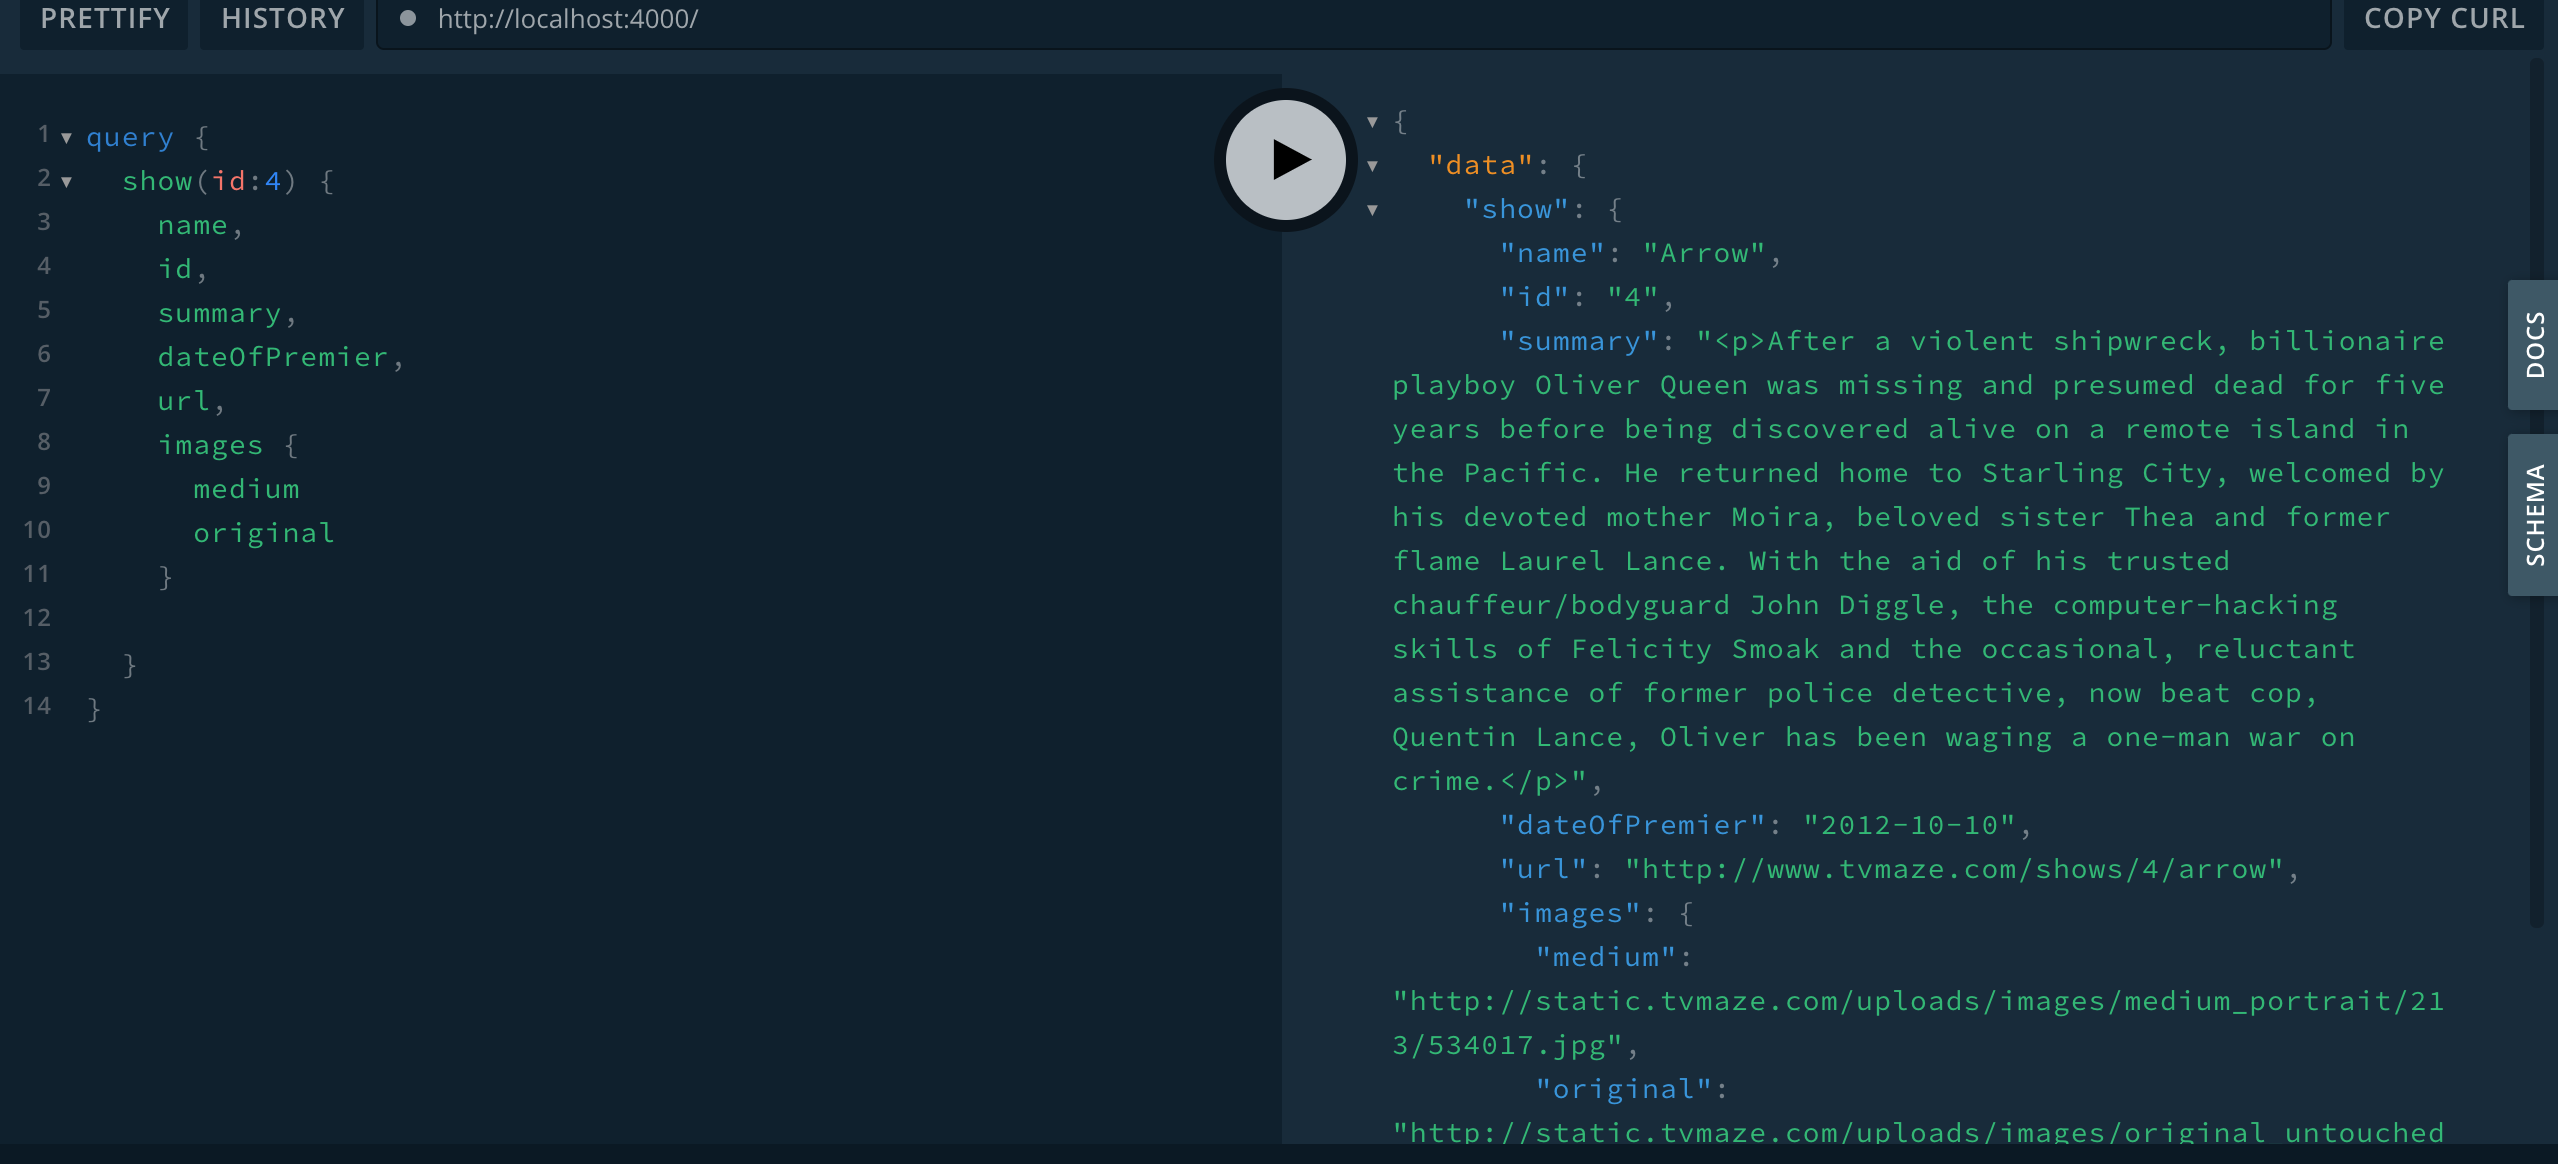 PRETTIFY HISTORY http://localhost:4000/ COPY CURL
1 query {
2 show(id:4) {
3 name,
4 id,
5 summary,
6 dateOfPremier,
7 url,
8 images {
9 medium
10 original
11 }
12
13 }
14 }
{
"data": {
"show": {
"name": "Arrow",
"id": "4",
"summary": "<p>After a violent shipwreck, billionaire
playboy Oliver Queen was missing and presumed dead for five
years before being discovered alive on a remote island in
the Pacific. He returned home to Starling City, welcomed by
his devoted mother Moira, beloved sister Thea and former
flame Laurel Lance. With the aid of his trusted
chauffeur/bodyguard John Diggle, the computer-hacking
skills of Felicity Smoak and the occasional, reluctant
assistance of former police detective, now beat cop,
Quentin Lance, Oliver has been waging a one-man war on
crime.</p>",
"dateOfPremier": "2012-10-10",
"url": "http://www.tvmaze.com/shows/4/arrow",
"images": {
"medium":
"http://static.tvmaze.com/uploads/images/medium_portrait/21
3/534017.jpg",
"original":
"http://static.tvmaze.com/uploads/images/original_untouched
DOCS
SCHEMA